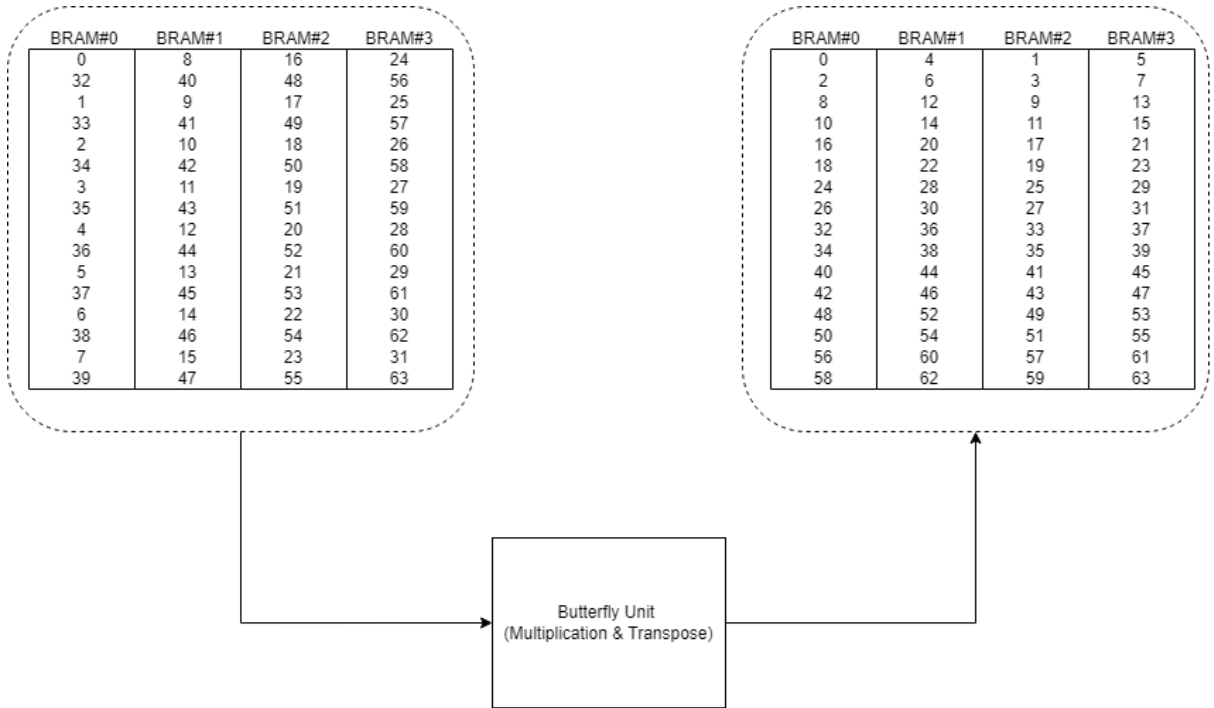 BRAM#0 BRAM#1 BRAM#2 BRAM#3
0 8 16 24
32 40 48 56
1 9 17 25
33 41 49 57
2 10 18 26
34 42 50 58
3 11 19 27
35 43 51 59
4 12 20 28
36 44 52 60
5 13 21 29
37 45 53 61
6 14 22 30
38 46 54 62
7 15 23 31
39 47 55 63
BRAM#0 BRAM#1 BRAM#2 BRAM#3
0 4 1 5
2 6 3 7
8 12 9 13
10 14 11 15
16 20 17 21
18 22 19 23
24 28 25 29
26 30 27 31
32 36 33 37
34 38 35 39
40 44 41 45
42 46 43 47
48 52 49 53
50 54 51 55
56 60 57 61
58 62 59 63
Butterfly Unit
(Multiplication & Transpose)